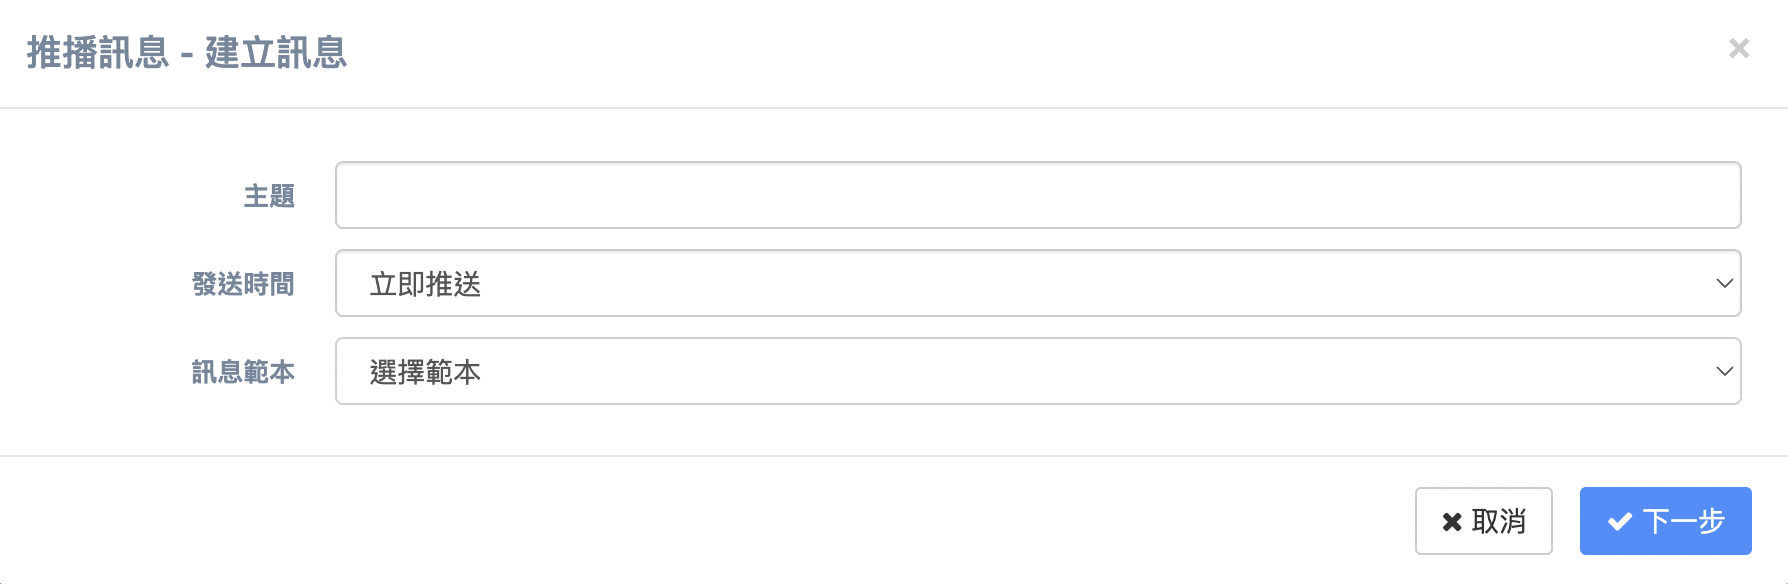 推播訊息 - 建立訊息
主題
發送時間 立即推送
訊息範本 選擇範本
取消 下一步